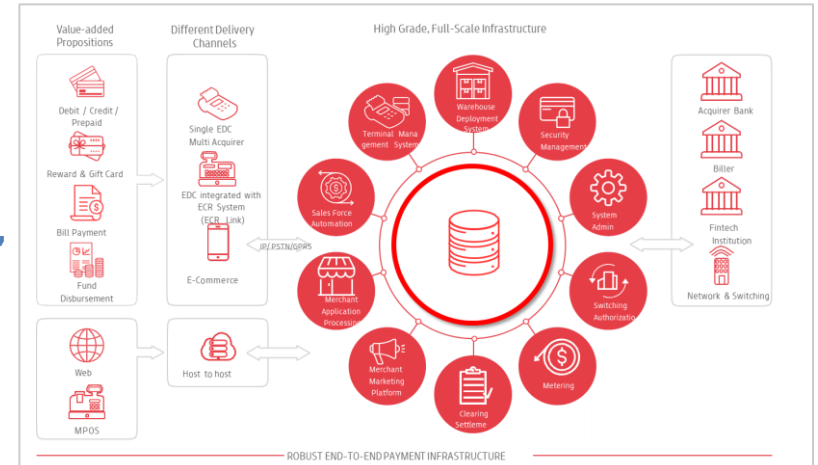 Value-added
Propositions
Different Delivery
Channels
High Grade, Full-Scale Infrastructure
Debit / Credit /
Prepaid
Reward & Gift Card
Bill Payment
Fund
Disbursement
Web
MPOS
Single EDC
Multi Acquirer
EDC integrated with
ECR System
(ECR Link)
E-Commerce
Host to host
IP/PSTN/GPRS
Warehouse
Deployment
System
Security
Management
System
Admin
Switching
Authorizatio
Metering
Clearing
Settleme
Merchant
Marketing
Platform
Merchant
Application
Processing
Sales Force
Automation
Terminal Mana
gement System
Acquirer Bank
Biller
Fintech
Institution
Network & Switching
ROBUST END-TO-END PAYMENT INFRASTRUCTURE